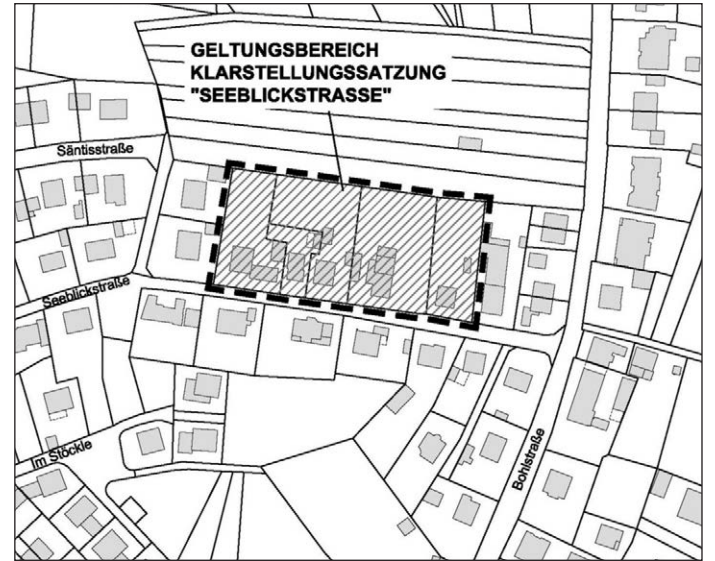 GELTUNGSBEREICH
KLARSTELLUNGSSATZUNG
"SEEBLICKSTRASSE"
Säntisstraße
Seeblickstraße
Im Stöckle
Bohlstraße